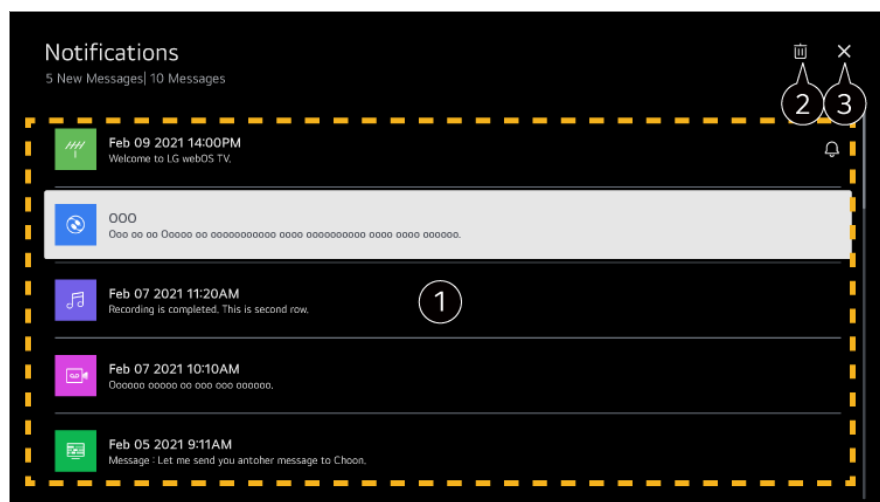 Notifications
5 New Messages| 10 Messages
2
3
Feb 09 2021 14:00PM
Welcome to LG webOS TV.
OOO
Ooo oo oo Ooooo oo ooooooooooo oooo oooooooooo oooo oooo oooooo.
Feb 07 2021 11:20AM
Recording is completed. This is second row.
1
Feb 07 2021 10:10AM
Oooooo ooooo oo ooo ooo oooooo.
Feb 05 2021 9:11AM
Message : Let me send you antoher message to Choon.